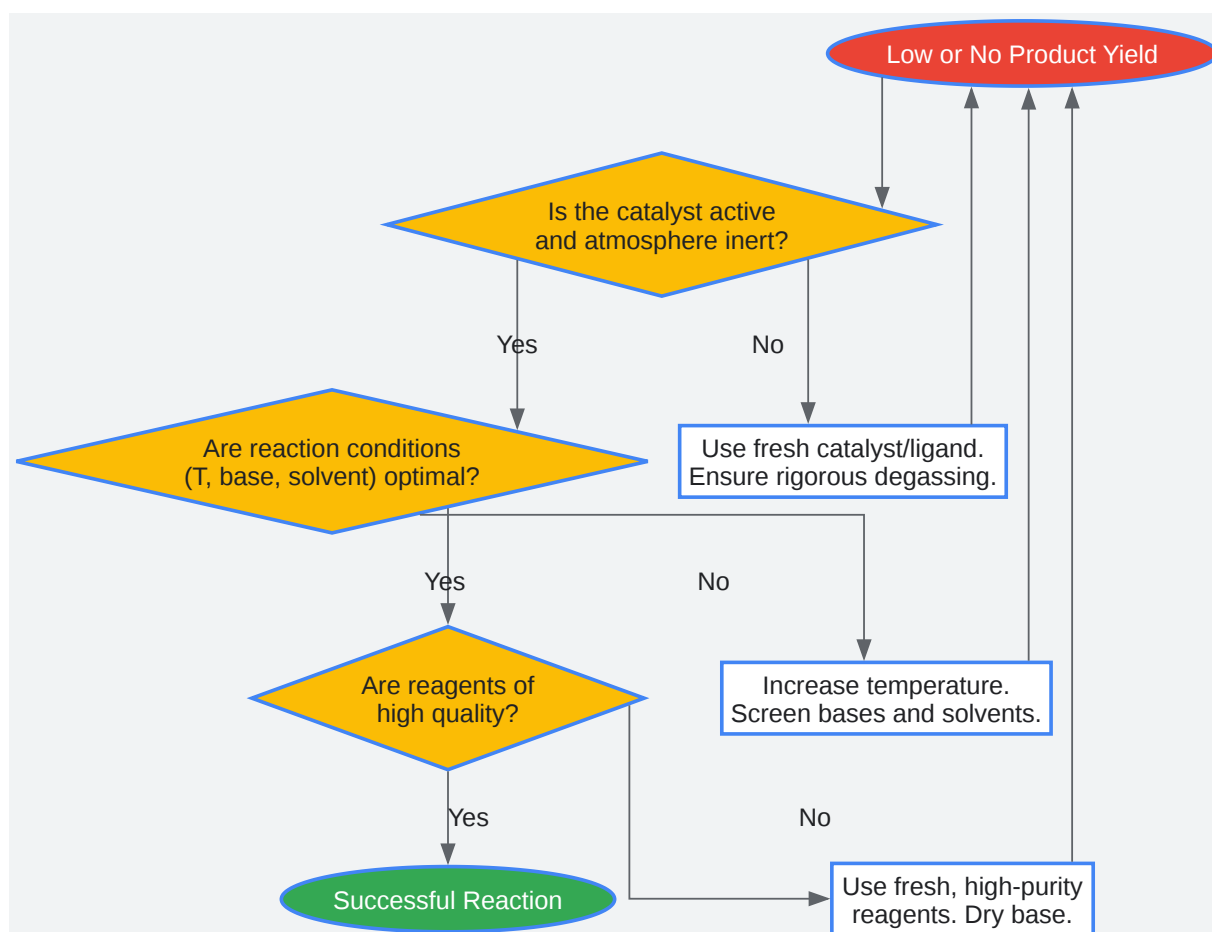 Low or No Product Yield
Is the catalyst active
and atmosphere inert?
Yes
No
Are reaction conditions
(T, base, solvent) optimal?
Use fresh catalyst/ligand.
Ensure rigorous degassing.
Yes
No
Are reagents of
high quality?
Increase temperature.
Screen bases and solvents.
Yes
No
Successful Reaction
Use fresh, high-purity
reagents. Dry base.